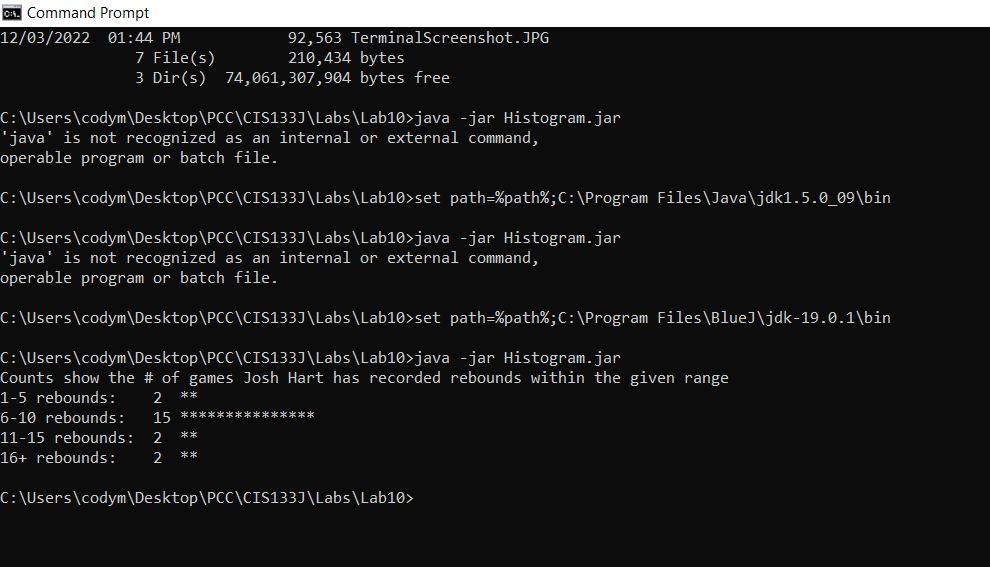 Command Prompt
12/03/2022  01:44 PM            92,563 TerminalScreenshot.JPG
               7 File(s)        210,434 bytes
               3 Dir(s)  74,061,307,904 bytes free
C:\Users\codym\Desktop\PCC\CIS133J\Labs\Lab10>java -jar Histogram.jar
'java' is not recognized as an internal or external command,
operable program or batch file.
C:\Users\codym\Desktop\PCC\CIS133J\Labs\Lab10>set path=%path%;C:\Program Files\Java\jdk1.5.0_09\bin
C:\Users\codym\Desktop\PCC\CIS133J\Labs\Lab10>java -jar Histogram.jar
'java' is not recognized as an internal or external command,
operable program or batch file.
C:\Users\codym\Desktop\PCC\CIS133J\Labs\Lab10>set path=%path%;C:\Program Files\BlueJ\jdk-19.0.1\bin
C:\Users\codym\Desktop\PCC\CIS133J\Labs\Lab10>java -jar Histogram.jar
Counts show the # of games Josh Hart has recorded rebounds within the given range
1-5 rebounds:    2  **
6-10 rebounds:   15 ***************
11-15 rebounds:  2  **
16+ rebounds:    2  **
C:\Users\codym\Desktop\PCC\CIS133J\Labs\Lab10>